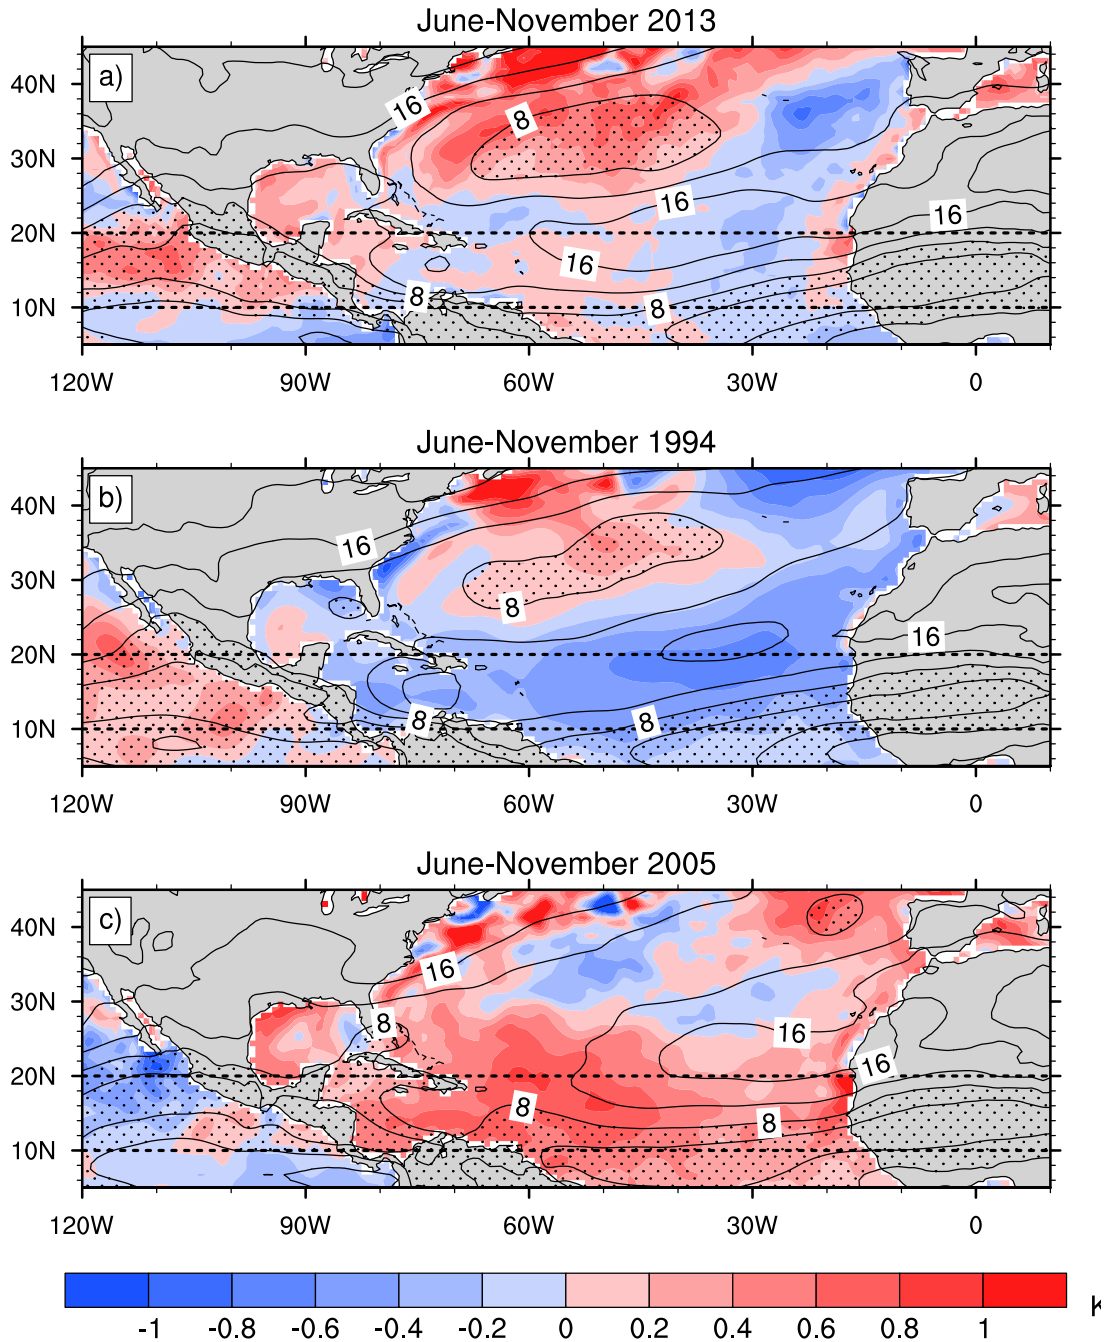 June-November 2013
a)
40N
30N
20N
10N
16
8
16
16
16
8
8
120W 90W 60W 30W 0
June-November 1994
b)
40N
30N
20N
10N
16
8
16
8
8
120W 90W 60W 30W 0
June-November 2005
c)
40N
30N
20N
10N
16
8
16
16
8
8
120W 90W 60W 30W 0
-1 -0.8 -0.6 -0.4 -0.2 0 0.2 0.4 0.6 0.8 1
K